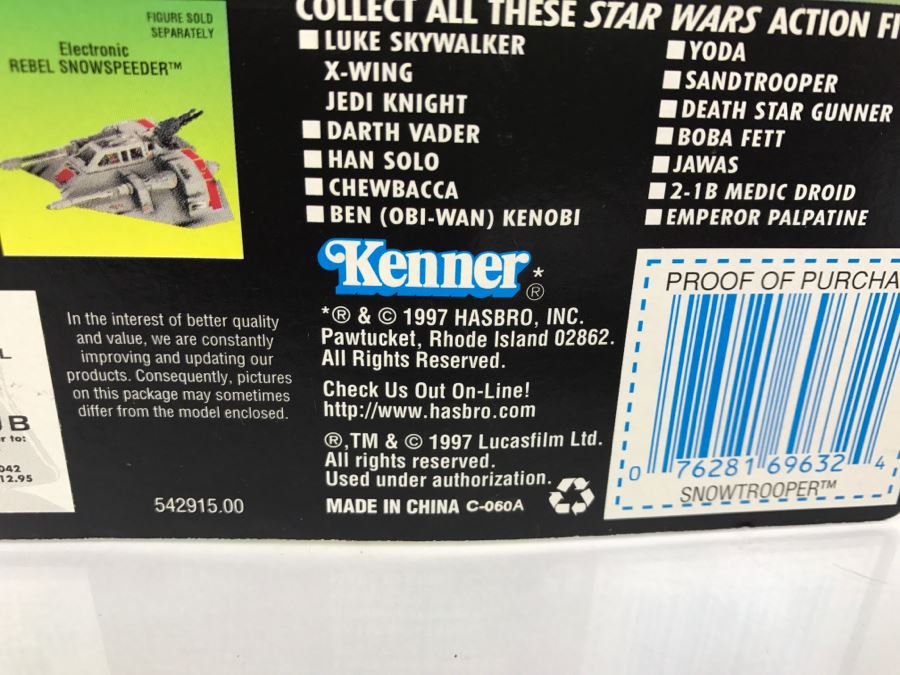 FIGURE SOLD
SEPARATELY
Electronic
REBEL SNOWSPEEDER™
COLLECT ALL THESE STAR WARS ACTION FI
LUKE SKYWALKER
X-WING
JEDI KNIGHT
DARTH VADER
HAN SOLO
CHEWBACCA
BEN (OBI-WAN) KENOBI
YODA
SANDTROOPER
DEATH STAR GUNNER
BOBA FETT
JAWAS
2-1B MEDIC DROID
EMPEROR PALPATINE
Kenner*®
*® & © 1997 HASBRO, INC.
Pawtucket, Rhode Island 02862.
All Rights Reserved.
Check Us Out On-Line!
http://www.hasbro.com
®,TM & © 1997 Lucasfilm Ltd.
All rights reserved.
Used under authorization.
MADE IN CHINA C-060A
In the interest of better quality
and value, we are constantly
improving and updating our
products. Consequently, pictures
on this package may sometimes
differ from the model enclosed.
542915.00
L
B
r to:
042
12.95
PROOF OF PURCHA
0 76281 69632 4
SNOWTROOPER™